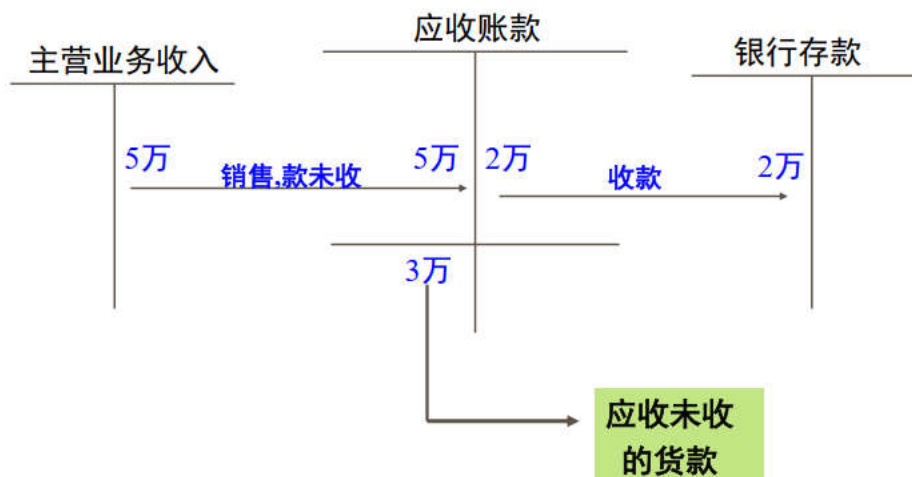 应收账款
主营业务收入
银行存款
5万
销售,款未收
5万
2万
收款
2万
3万
应收未收
的货款